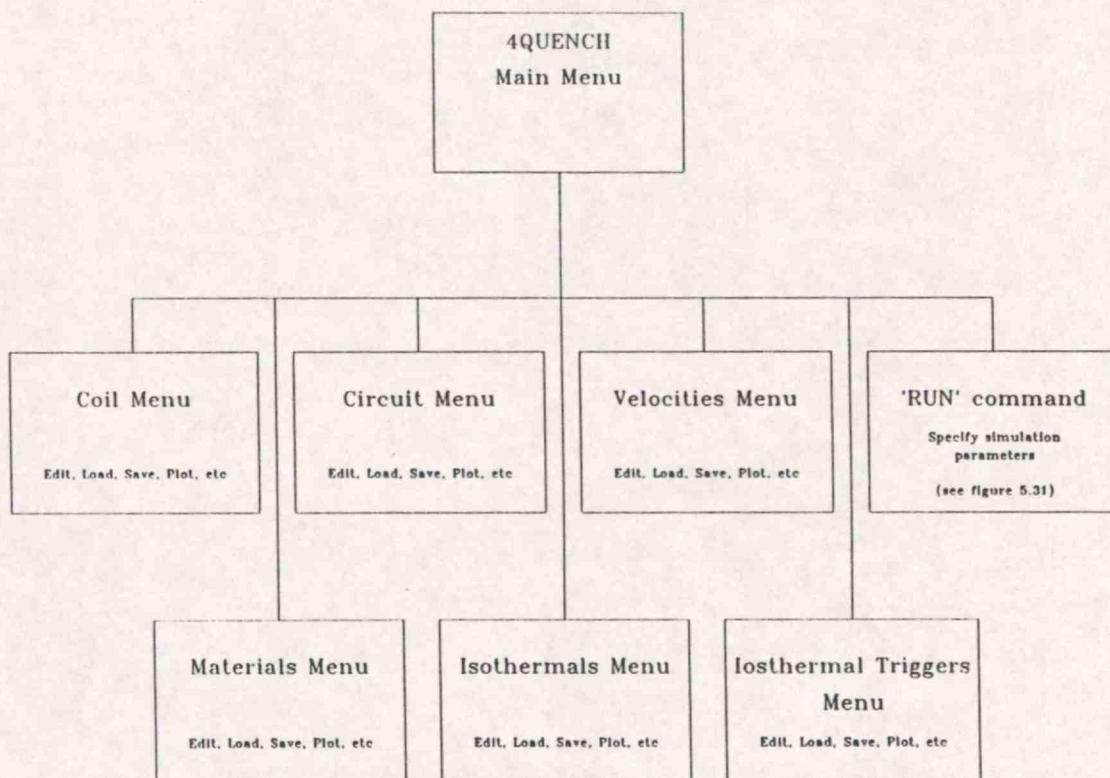 4QUENCH
Main Menu
Coil Menu
Edit, Load, Save, Plot, etc
Circuit Menu
Edit, Load, Save, Plot, etc
Velocities Menu
Edit, Load, Save, Plot, etc
'RUN' command
Specify simulation
parameters
(see figure 5.31)
Materials Menu
Edit, Load, Save, Plot, etc
Isothermals Menu
Edit, Load, Save, Plot, etc
Iosthermal Triggers
Menu
Edit, Load, Save, Plot, etc